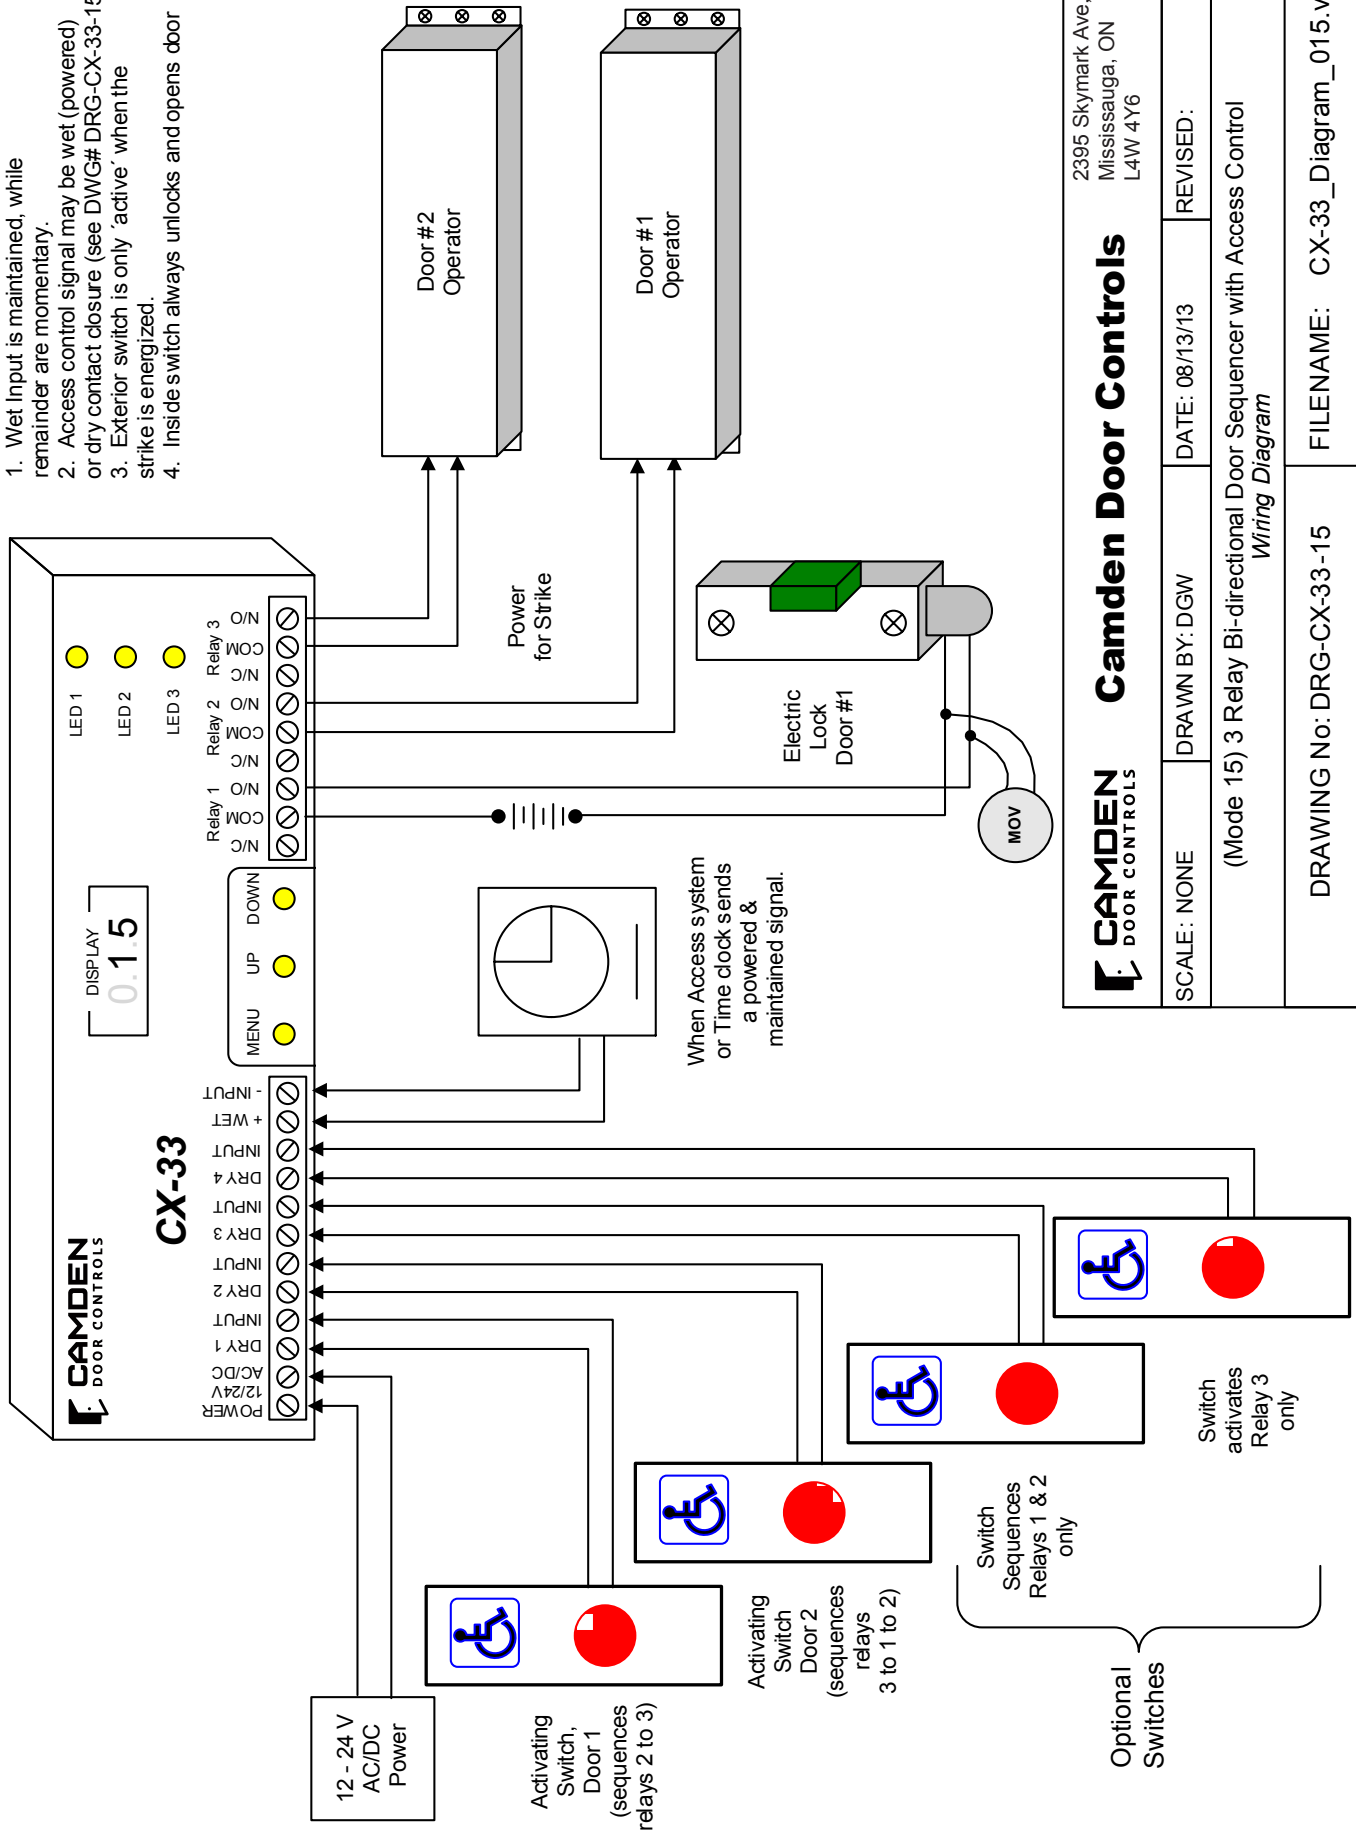 1. Wet Input is maintained, while
remainder are momentary.
2. Access control signal may be wet (powered)
or dry contact closure (see DWG# DRG-CX-33-15
3. Exterior switch is only ´active´ when the
strike is energized.
4. Inside switch always unlocks and opens door
CAMDEN
DOOR CONTROLS
CX-33
DISPLAY
0.1.5
LED 1
LED 2
LED 3
POWER
12/24V
AC/DC
DRY 1
INPUT
DRY 2
INPUT
DRY 3
INPUT
DRY 4
INPUT
+ WET
- INPUT
MENU
UP
DOWN
Relay 1
N/C
COM
N/O
Relay 2
N/C
COM
N/O
Relay 3
N/C
COM
N/O
Door #2
Operator
Door #1
Operator
Power
for Strike
Electric
Lock
Door #1
MOV
When Access system
or Time clock sends
a powered &
maintained signal.
12 - 24 V
AC/DC
Power
Activating
Switch,
Door 1
(sequences
relays 2 to 3)
Activating
Switch
Door 2
(sequences
relays
3 to 1 to 2)
Switch
Sequences
Relays 1 & 2
only
Switch
activates
Relay 3
only
Optional
Switches
CAMDEN
DOOR CONTROLS
Camden Door Controls
2395 Skymark Ave,
Mississauga, ON
L4W 4Y6
SCALE: NONE
DRAWN BY: DGW
DATE: 08/13/13
REVISED:
(Mode 15) 3 Relay Bi-directional Door Sequencer with Access Control
Wiring Diagram
DRAWING No: DRG-CX-33-15
FILENAME: CX-33_Diagram_015.v